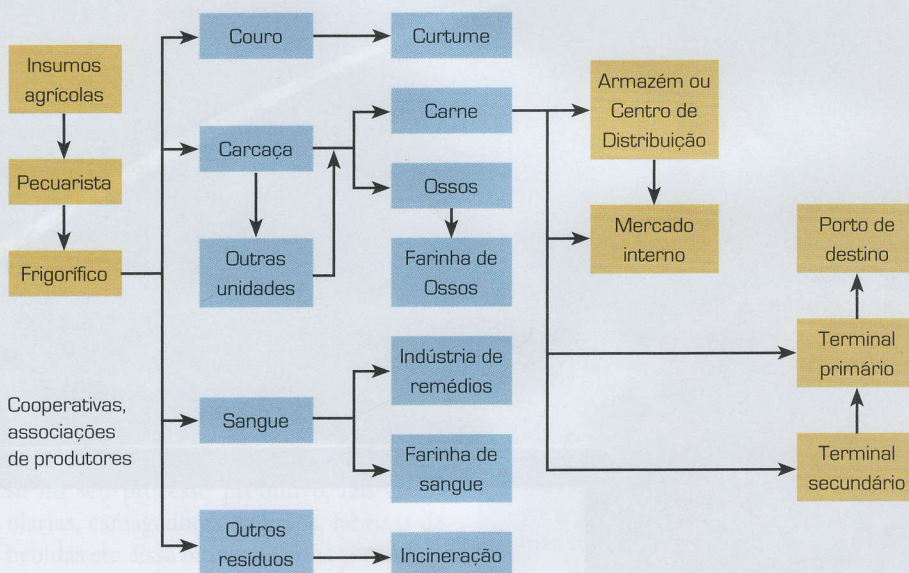 Insumos
agrícolas
Pecuarista
Frigorífico
Cooperativas,
associações
de produtores
Couro
Curtume
Carcaça
Outras
unidades
Carne
Ossos
Farinha de
Ossos
Sangue
Indústria de
remédios
Farinha de
sangue
Outros
resíduos
Incineração
Armazém ou
Centro de
Distribuição
Mercado
interno
Porto de
destino
Terminal
primário
Terminal
secundário